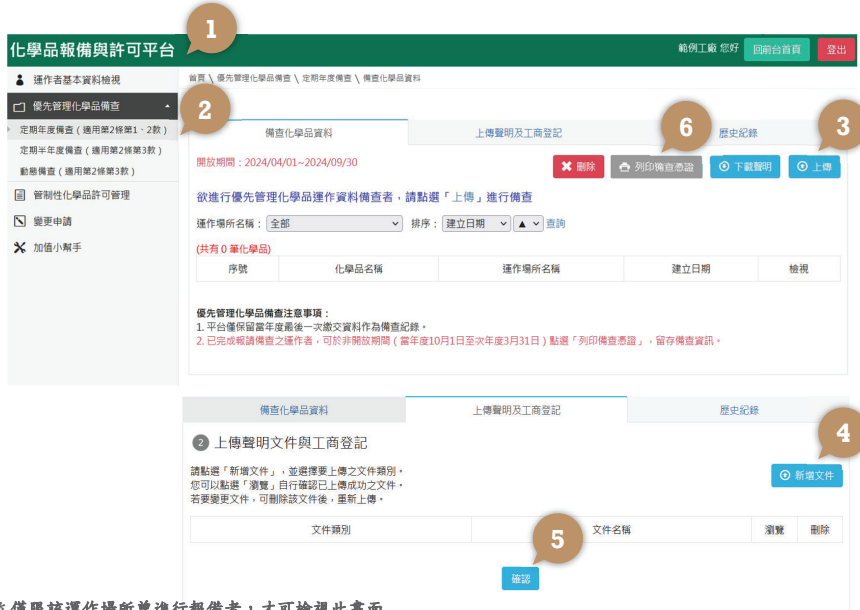 1
化學品報備與許可平台
範例工廠 您好 回前台首頁 登出
運作者基本資料檢視
首頁 \ 優先管理化學品備查 \ 定期年度備查 \ 備查化學品資料
優先管理化學品備查
2
定期年度備查（適用第2條第1、2款）
定期半年度備查（適用第2條第3款）
動態備查（適用第2條第3款）
管制性化學品許可管理
變更申請
加值小幫手
備查化學品資料 上傳聲明及工商登記 歷史紀錄
6 3
開放期間：2024/04/01~2024/09/30 刪除 列印備查憑證 下載聲明 上傳
欲進行優先管理化學品運作資料備查者，請點選「上傳」進行備查
運作場所名稱： 全部 排序： 建立日期 ▲ 查詢
(共有 0 筆化學品)
序號 化學品名稱 運作場所名稱 建立日期 檢視
優先管理化學品備查注意事項：
1. 平台僅保留當年度最後一次繳交資料作為備查紀錄。
2. 已完成報請備查之運作者，可於非開放期間（當年度10月1日至次年度3月31日）點選「列印備查憑證」，留存備查資訊。
備查化學品資料 上傳聲明及工商登記 歷史紀錄
4
2 上傳聲明文件與工商登記
請點選「新增文件」，並選擇要上傳之文件類別。
您可以點選「瀏覽」自行確認已上傳成功之文件。
若要變更文件，可刪除該文件後，重新上傳。
新增文件
文件類別 文件名稱 瀏覽 刪除
5
確認
僅限該運作場所曾進行報備者，才可檢視此畫面